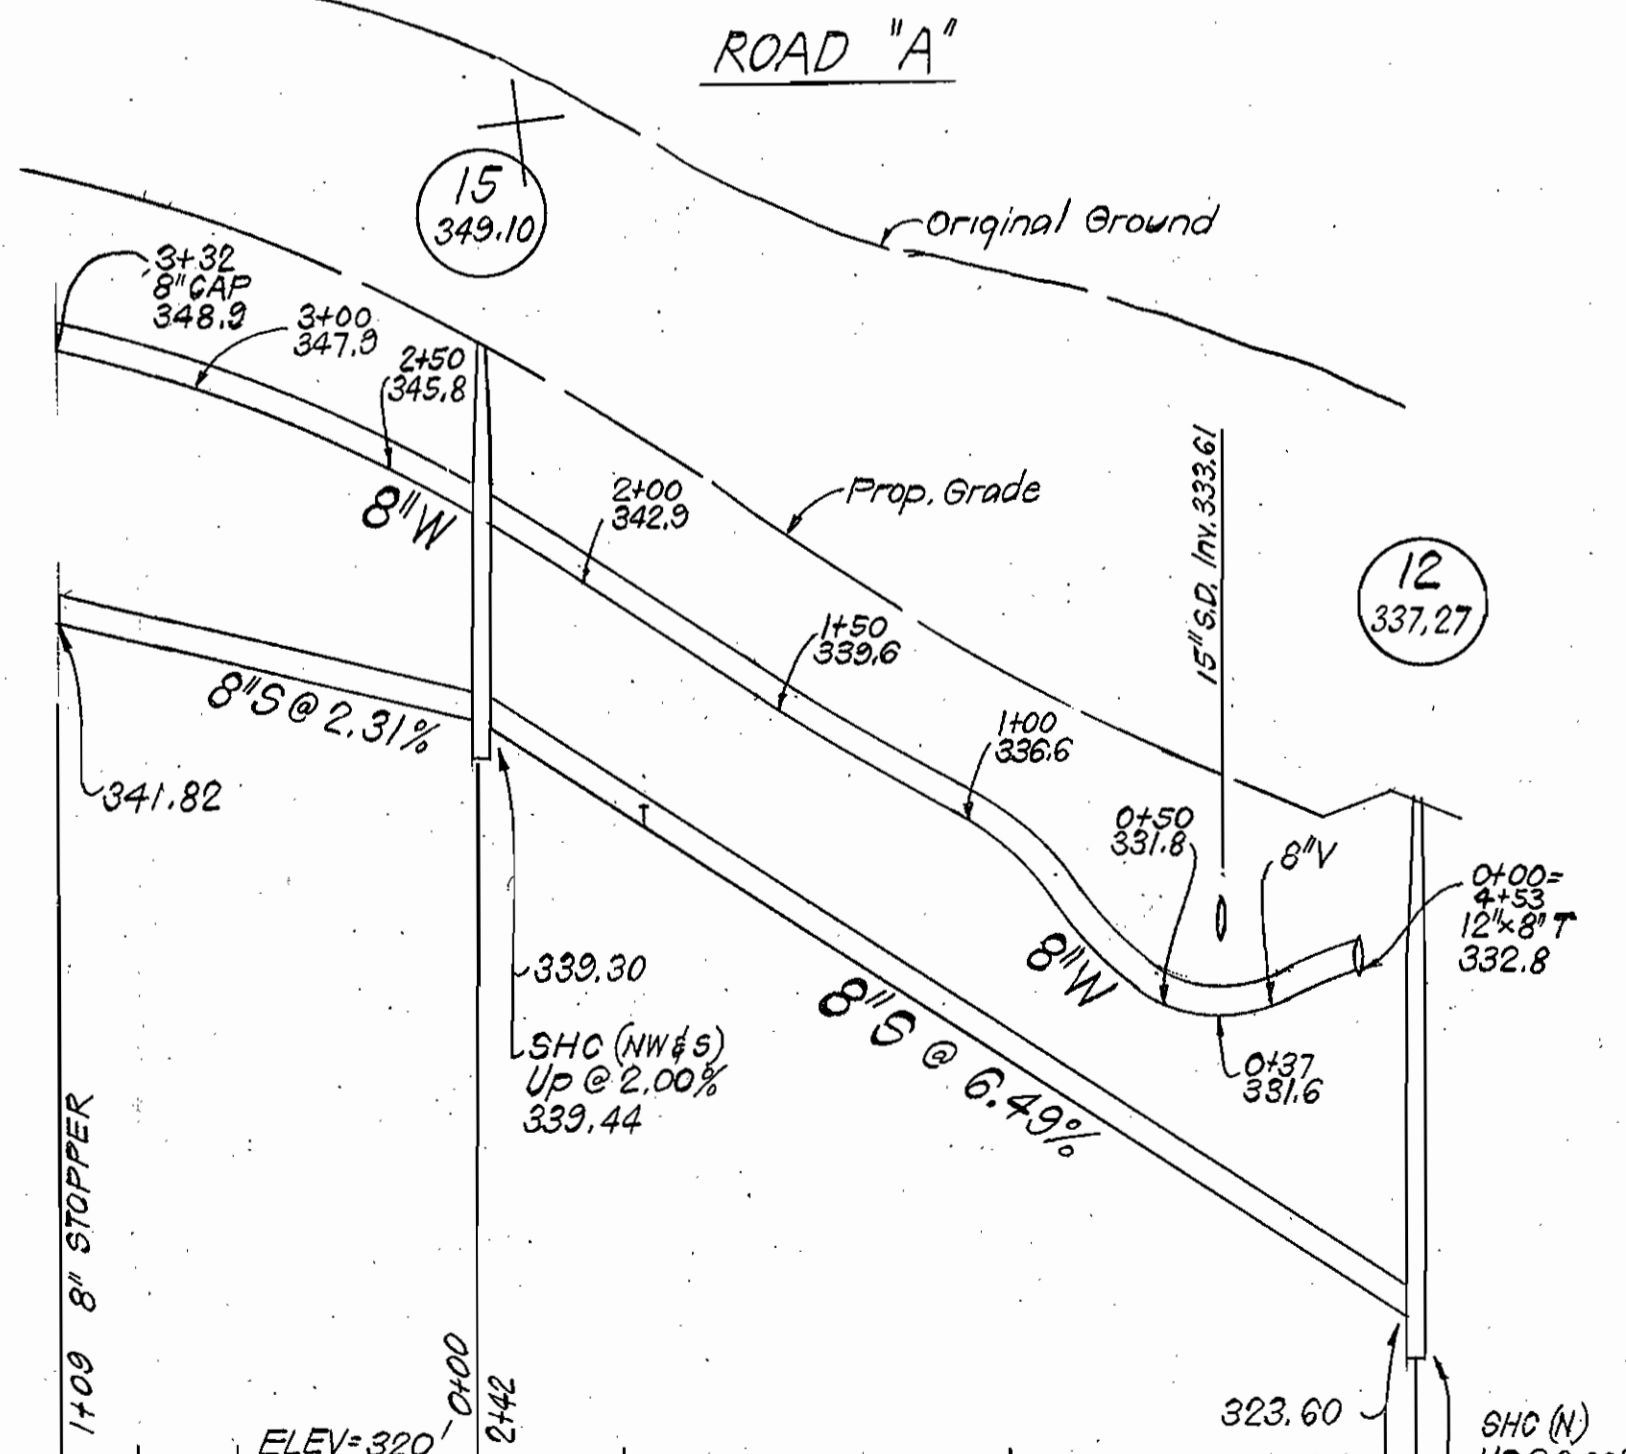 ROAD "A"
15
349.10
Original Ground
3+32
8" CAP
348.9
3+00
347.9
2+50
345.8
8"W
2+00
342.9
Prop. Grade
15" S.D. Inv. 333.61
12
337.27
1+50
339.6
8"S @ 2.31%
341.82
1+00
336.6
0+50
331.8
8"V
0+00=
4+53
12"x8" T
332.8
8"W
339.30
8"S @ 6.49%
SHC (NW&S)
Up @ 2.00%
339.44
0+37
331.6
1+09 8" STOPPER
0+00
2+42
ELEV=320'
323.60
SHC (N)